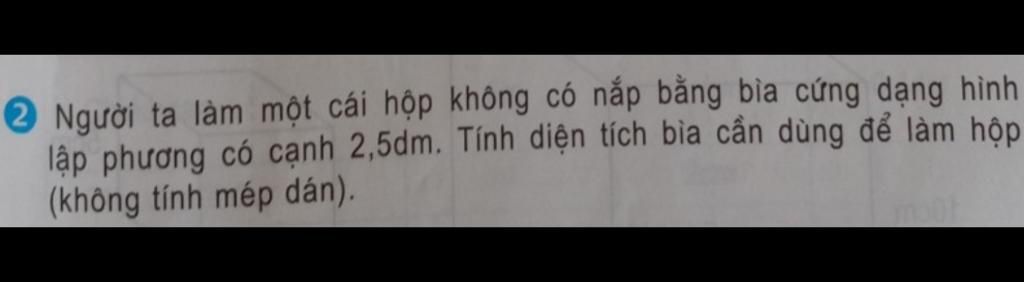 2 Người ta làm một cái hộp không có nắp bằng bìa cứng dạng hình
lập phương có cạnh 2,5dm. Tính diện tích bìa cần dùng để làm hộp
(không tính mép dán).